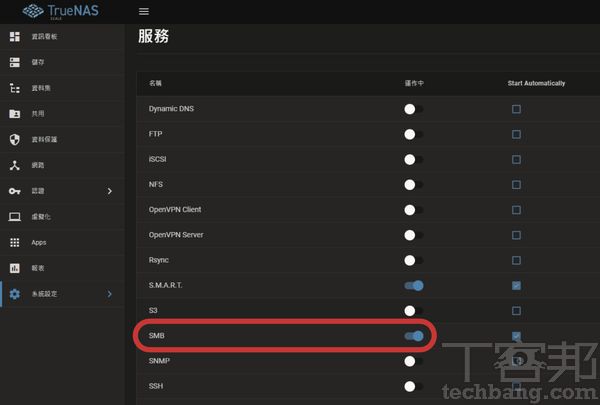 TrueNAS
SCALE
資訊看板
儲存
資料集
共用
資料保護
網路
認證
虛擬化
Apps
報表
系統設定
服務
名稱 運作中 Start Automatically
Dynamic DNS
FTP
iSCSI
NFS
OpenVPN Client
OpenVPN Server
Rsync
S.M.A.R.T.
S3
SMB
SNMP
SSH
T客邦
techbang.com